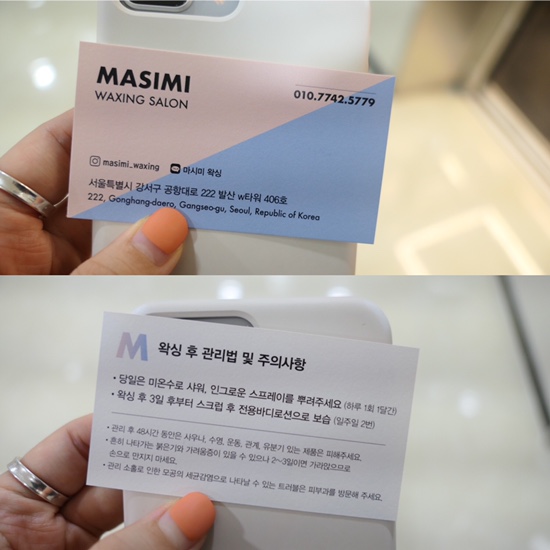 MASIMI
WAXING SALON
010.7742.5779
masimi_waxing 마시미 왁싱
서울특별시 강서구 공항대로 222 발산 w타워 406호
222, Gonghang-daero, Gangseo-gu, Seoul, Republic of Korea
M 왁싱 후 관리법 및 주의사항
• 당일은 미온수로 샤워, 인그로운 스프레이를 뿌려주세요 (하루 1회 1달간)
• 왁싱 후 3일 후부터 스크럽 후 전용바디로션으로 보습 (일주일 2번)
• 관리 후 48시간 동안은 사우나, 수영, 운동, 관계, 유분기 있는 제품은 피해주세요.
• 흔히 나타가는 붉은기와 가려움증이 있을 수 있으나 2~3일이면 가라앉으므로
손으로 만지지 마세요.
• 관리 소홀로 인한 모공의 세균감염으로 나타날 수 있는 트러블은 피부과를 방문해 주세요.